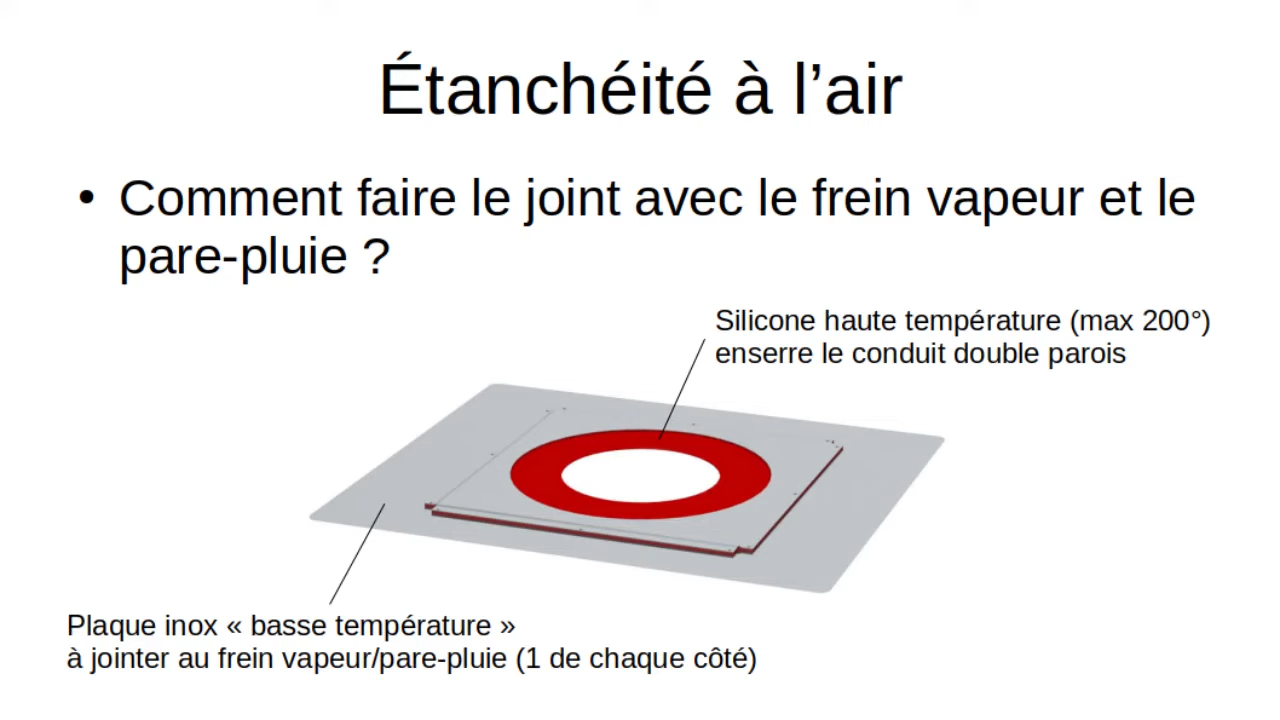 Étanchéité à l’air
• Comment faire le joint avec le frein vapeur et le
pare-pluie ?
Silicone haute température (max 200°)
enserre le conduit double parois
Plaque inox « basse température »
à jointer au frein vapeur/pare-pluie (1 de chaque côté)